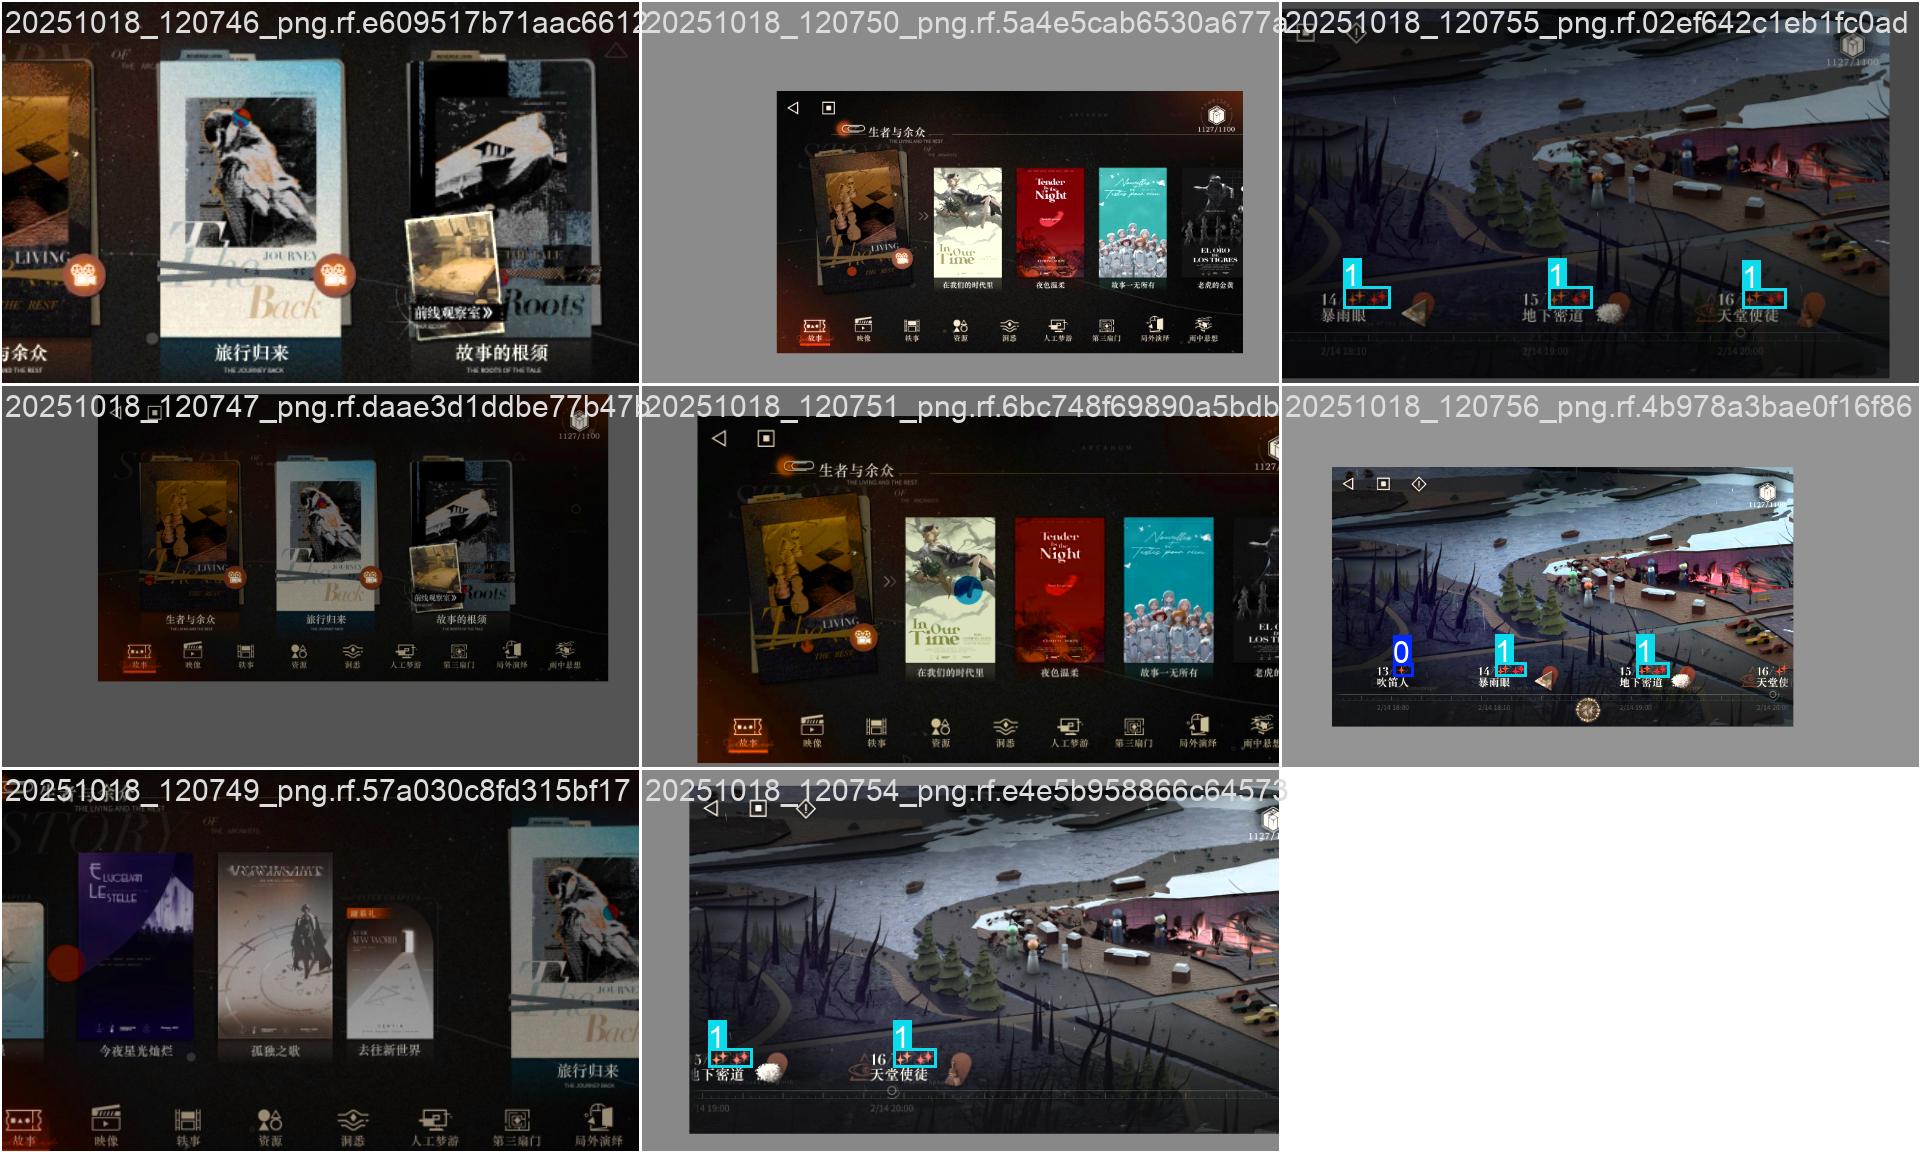 20251018_120746_png.rf.e609517b71aac6612
LIVING
THE REST
与余众
AND THE REST
The
JOURNEY
Back
旅行归来
THE JOURNEY BACK
前线观察室
Roots
故事的根须
THE ROOTS OF THE TALE
20251018_120750_png.rf.5a4e5cab6530a677a
生者与余众
THE LIVING AND THE REST
1127/1100
LIVING
THE REST
In Our Time
在我们的时代里
Tender is the Night
夜色温柔
故事一无所有
EL ORO DE LOS TIGRES
老虎的金黄
故事 映像 轶事 资源 洞悉 人工梦游 第三扇门 局外演绎 雨中悬想
20251018_120755_png.rf.02ef642c1eb1fc0ad
1127/1100
1 1 1
14 15 16
暴雨眼 地下密道 天堂使徒
2/14 18:10 2/14 19:00 2/14 20:00
20251018_120747_png.rf.daae3d1ddbe77b47b
1127/1100
LIVING
JOURNEY
Back
前线观察室
Roots
生者与余众 旅行归来 故事的根须
故事 映像 轶事 资源 洞悉 人工梦游 第三扇门 局外演绎 雨中悬想
20251018_120751_png.rf.6bc748f69890a5bdb
ARCANUM
生者与余众
THE LIVING AND THE REST
1127/
LIVING
THE REST
In Our Time
在我们的时代里
Tender is the Night
夜色温柔
故事一无所有
EL O
LOS T
老虎的
故事 映像 轶事 资源 洞悉 人工梦游 第三扇门 局外演绎 雨中悬想
20251018_120756_png.rf.4b978a3bae0f16f86
1127/1100
0 1 1
13 14 15 16
吹笛人 暴雨眼 地下密道 天堂使
2/14 18:00 2/14 18:10 2/14 19:00
20251018_120749_png.rf.57a030c8fd315bf17
生者与余众
THE LIVING AND THE REST
STORY
OF
THE ARCANISTS
E LUCEVAN LE STELLE
今夜星光灿烂
VEREINSAMT
孤独之歌
谢幕礼
NEW WORLD
去往新世界
The
JOURNEY
Back
旅行归来
THE JOURNEY BACK
故事 映像 轶事 资源 洞悉 人工梦游 第三扇门 局外演绎
20251018_120754_png.rf.e4e5b958866c64573
1127/1
1 1
5 16
地下密道 天堂使徒
/14 19:00 2/14 20:00